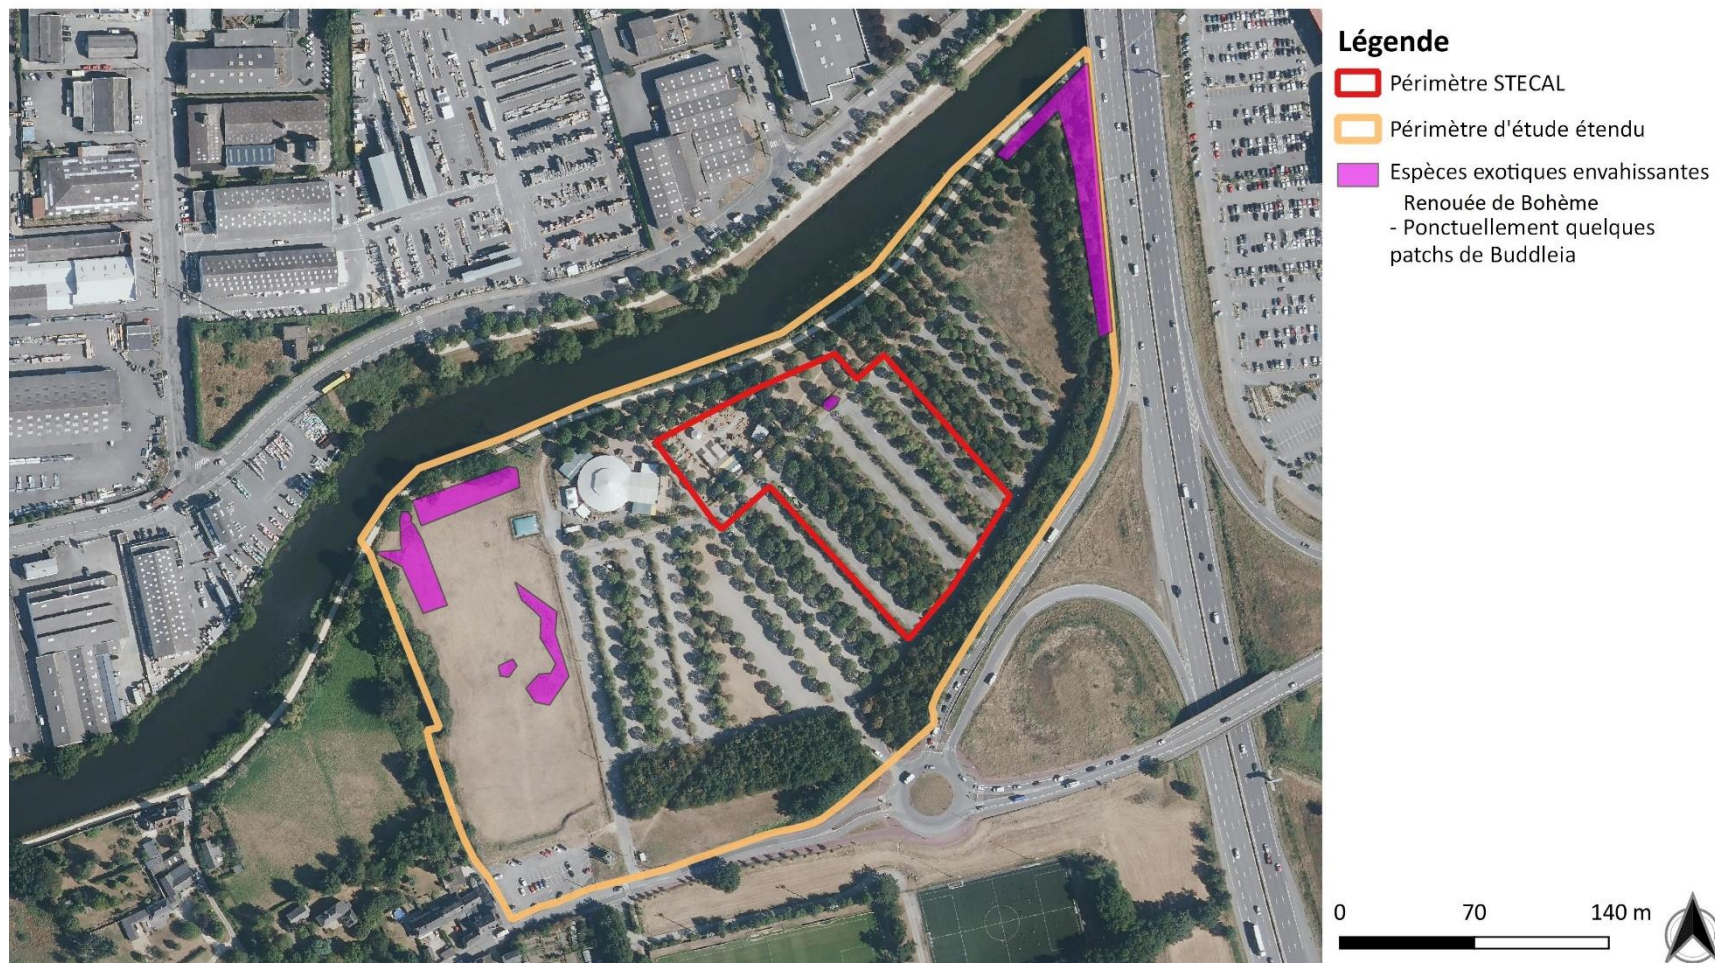 Légende
Périmètre STECAL
Périmètre d'étude étendu
Espèces exotiques envahissantes
Renouée de Bohème
- Ponctuellement quelques
patchs de Buddleia
0 70 140 m